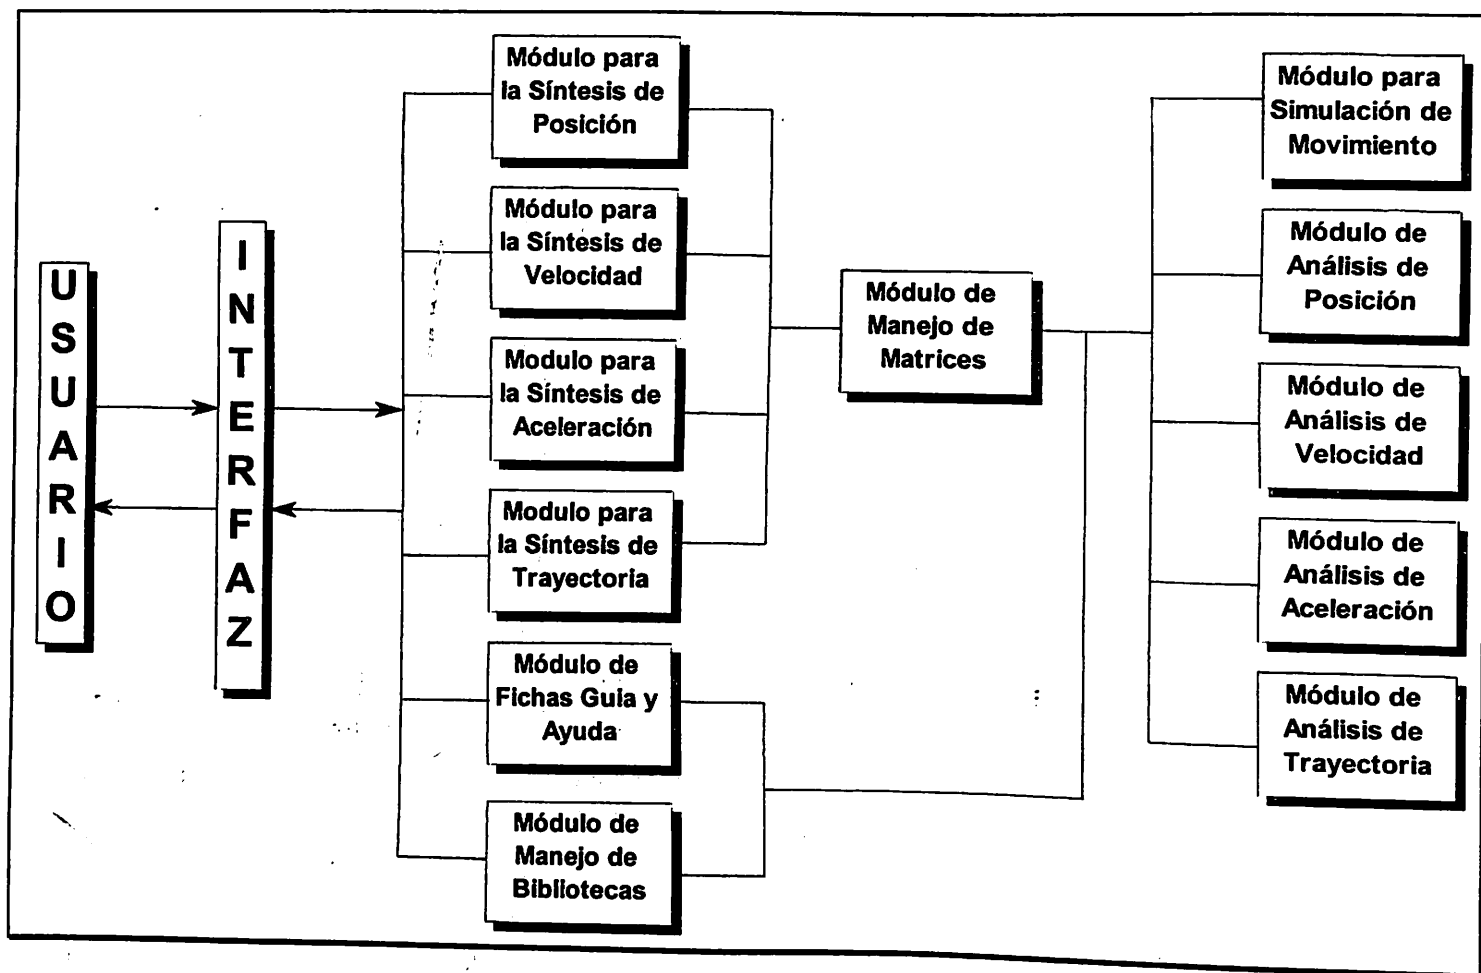 USUARIO
INTERFAZ
Módulo para
la Síntesis de
Posición
Módulo para
la Síntesis de
Velocidad
Modulo para
la Síntesis de
Aceleración
Modulo para
la Síntesis de
Trayectoria
Módulo de
Fichas Guia y
Ayuda
Módulo de
Manejo de
Bibliotecas
Módulo de
Manejo de
Matrices
Módulo para
Simulación de
Movimiento
Módulo de
Análisis de
Posición
Módulo de
Análisis de
Velocidad
Módulo de
Análisis de
Aceleración
Módulo de
Análisis de
Trayectoria